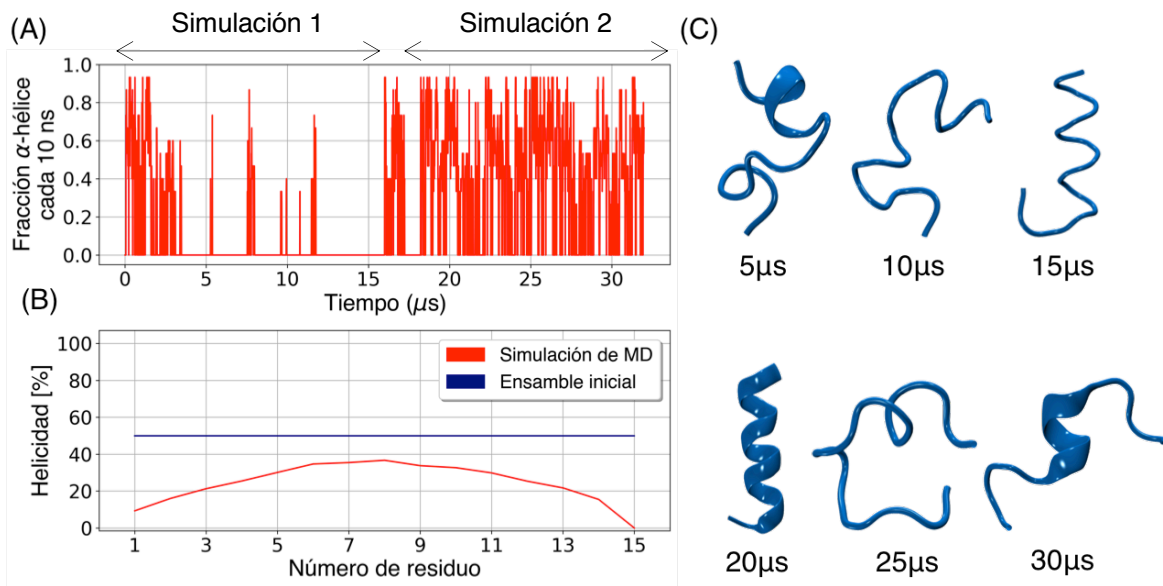 (A)
Simulación 1
Simulación 2
Fracción α-hélice
cada 10 ns
1.0
0.8
0.6
0.4
0.2
0.0
0 5 10 15 20 25 30
Tiempo (μs)
(B)
Helicidad [%]
100
80
60
40
20
0
Simulación de MD
Ensamble inicial
1 3 5 7 9 11 13 15
Número de residuo
(C)
5μs 10μs 15μs
20μs 25μs 30μs